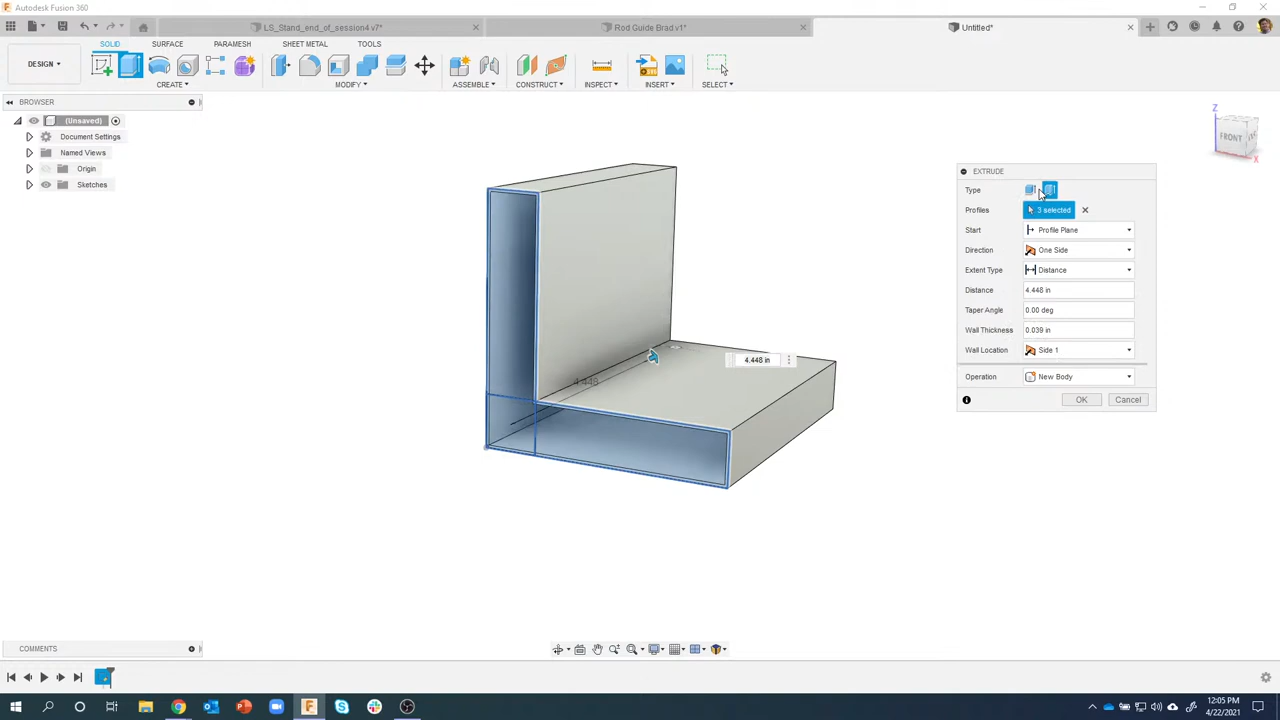 Autodesk Fusion 360
LS_Stand_end_of_session4 v7*
Rod Guide Brad.v1*
Untitled*
SOLID
SURFACE
PARAMESH
SHEET METAL
TOOLS
DESIGN
CREATE
MODIFY
ASSEMBLE
CONSTRUCT
INSPECT
INSERT
SELECT
BROWSER
(Unsaved)
Document Settings
Named Views
Origin
Sketches
Z
FRONT
X
EXTRUDE
Type
Profiles 3 selected
Start Profile Plane
Direction One Side
Extent Type Distance
Distance 4.448 in
Taper Angle 0.00 deg
Wall Thickness 0.039 in
Wall Location Side 1
Operation New Body
OK Cancel
4.448 in
4.448
COMMENTS
12:05 PM
4/22/2021